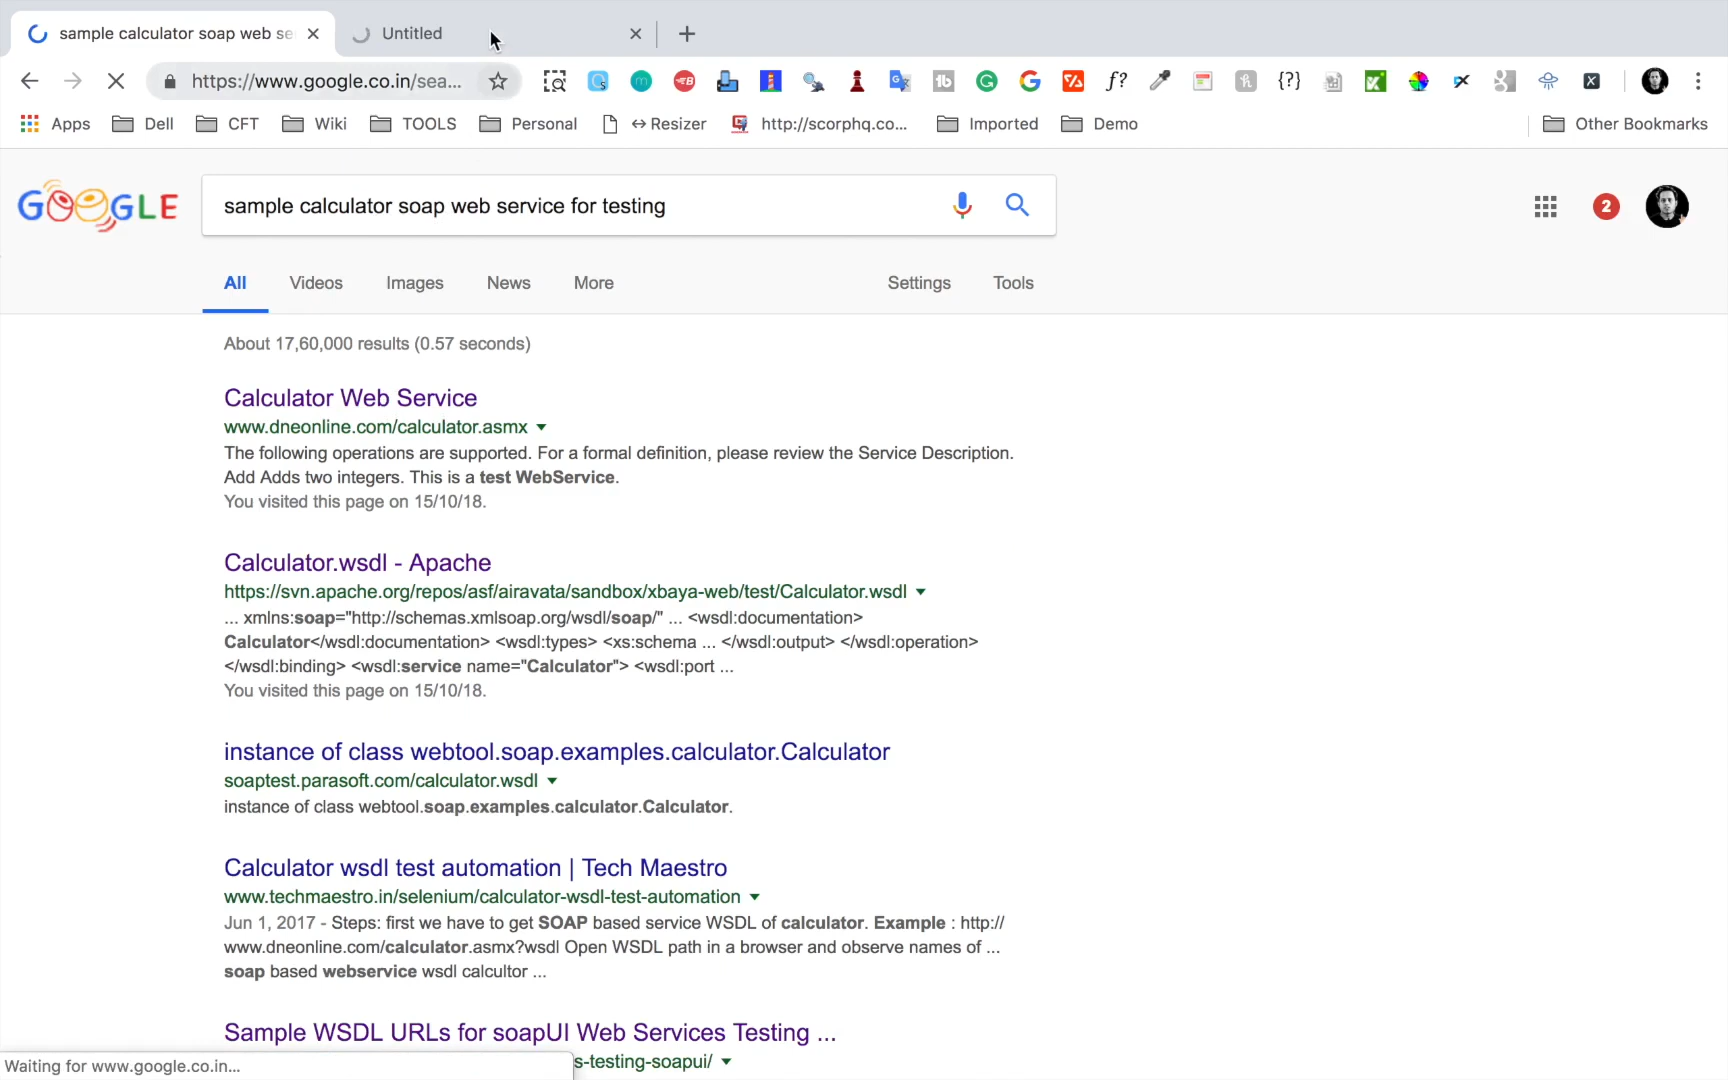 sample calculator soap web se
Untitled
https://www.google.co.in/sea...
Apps
Dell
CFT
Wiki
TOOLS
Personal
↔ Resizer
http://scorphq.co...
Imported
Demo
Other Bookmarks
GOOGLE
sample calculator soap web service for testing
2
All
Videos
Images
News
More
Settings
Tools
About 17,60,000 results (0.57 seconds)
Calculator Web Service
www.dneonline.com/calculator.asmx
The following operations are supported. For a formal definition, please review the Service Description.
Add Adds two integers. This is a test WebService.
You visited this page on 15/10/18.
Calculator.wsdl - Apache
https://svn.apache.org/repos/asf/airavata/sandbox/xbaya-web/test/Calculator.wsdl
... xmlns:soap="http://schemas.xmlsoap.org/wsdl/soap/" ... <wsdl:documentation>
Calculator</wsdl:documentation> <wsdl:types> <xs:schema ... </wsdl:output> </wsdl:operation>
</wsdl:binding> <wsdl:service name="Calculator"> <wsdl:port ...
You visited this page on 15/10/18.
instance of class webtool.soap.examples.calculator.Calculator
soaptest.parasoft.com/calculator.wsdl
instance of class webtool.soap.examples.calculator.Calculator.
Calculator wsdl test automation | Tech Maestro
www.techmaestro.in/selenium/calculator-wsdl-test-automation
Jun 1, 2017 - Steps: first we have to get SOAP based service WSDL of calculator. Example : http://
www.dneonline.com/calculator.asmx?wsdl Open WSDL path in a browser and observe names of ...
soap based webservice wsdl calcultor ...
Sample WSDL URLs for soapUI Web Services Testing ...
s-testing-soapui/
Waiting for www.google.co.in...